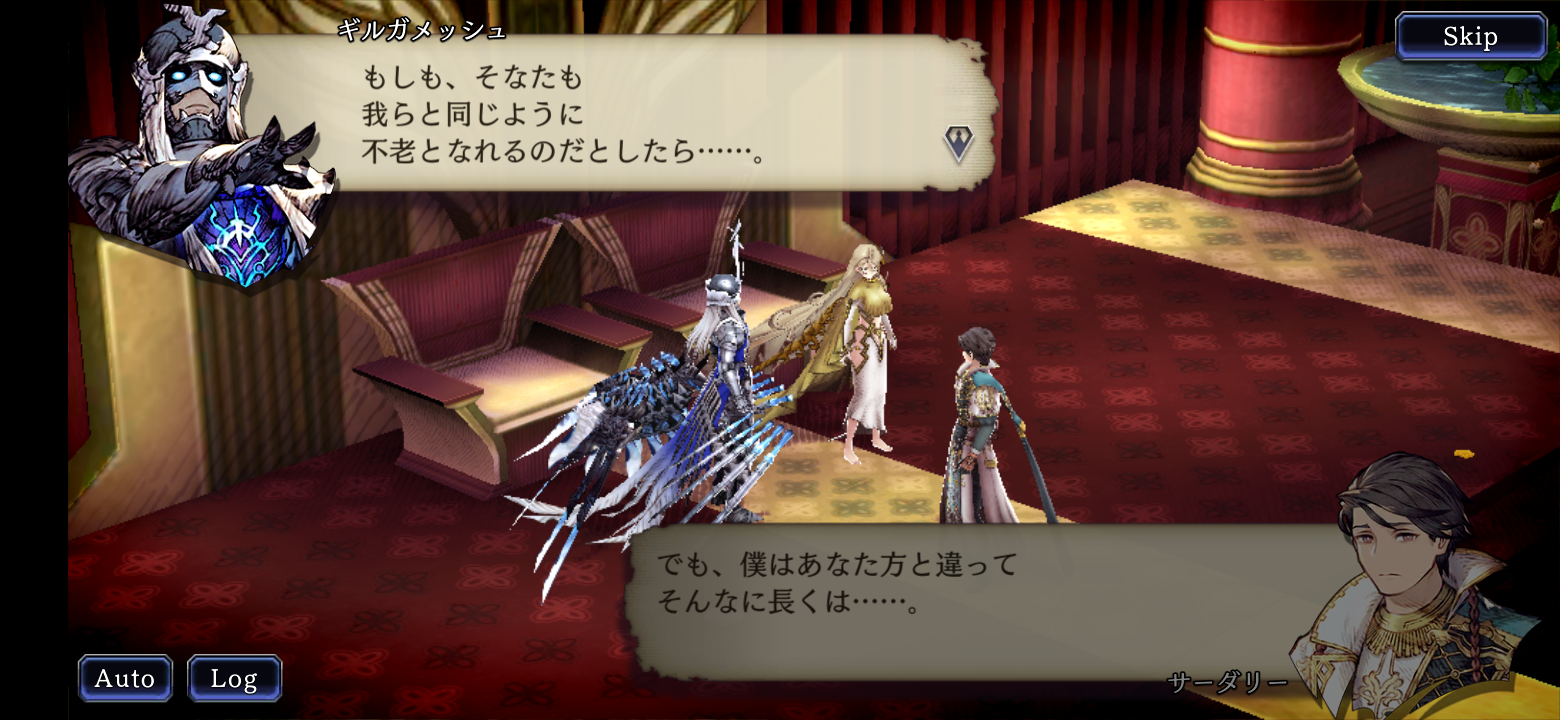 ギルガメッシュ
もしも、そなたも
我らと同じように
不老となれるのだとしたら……。
Skip
でも、僕はあなた方と違って
そんなに長くは……。
サーダリー
Auto
Log